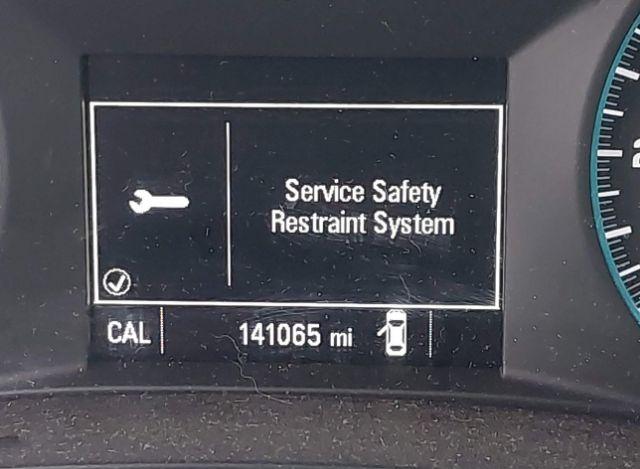 Service Safety
Restraint System
CAL
141065 mi